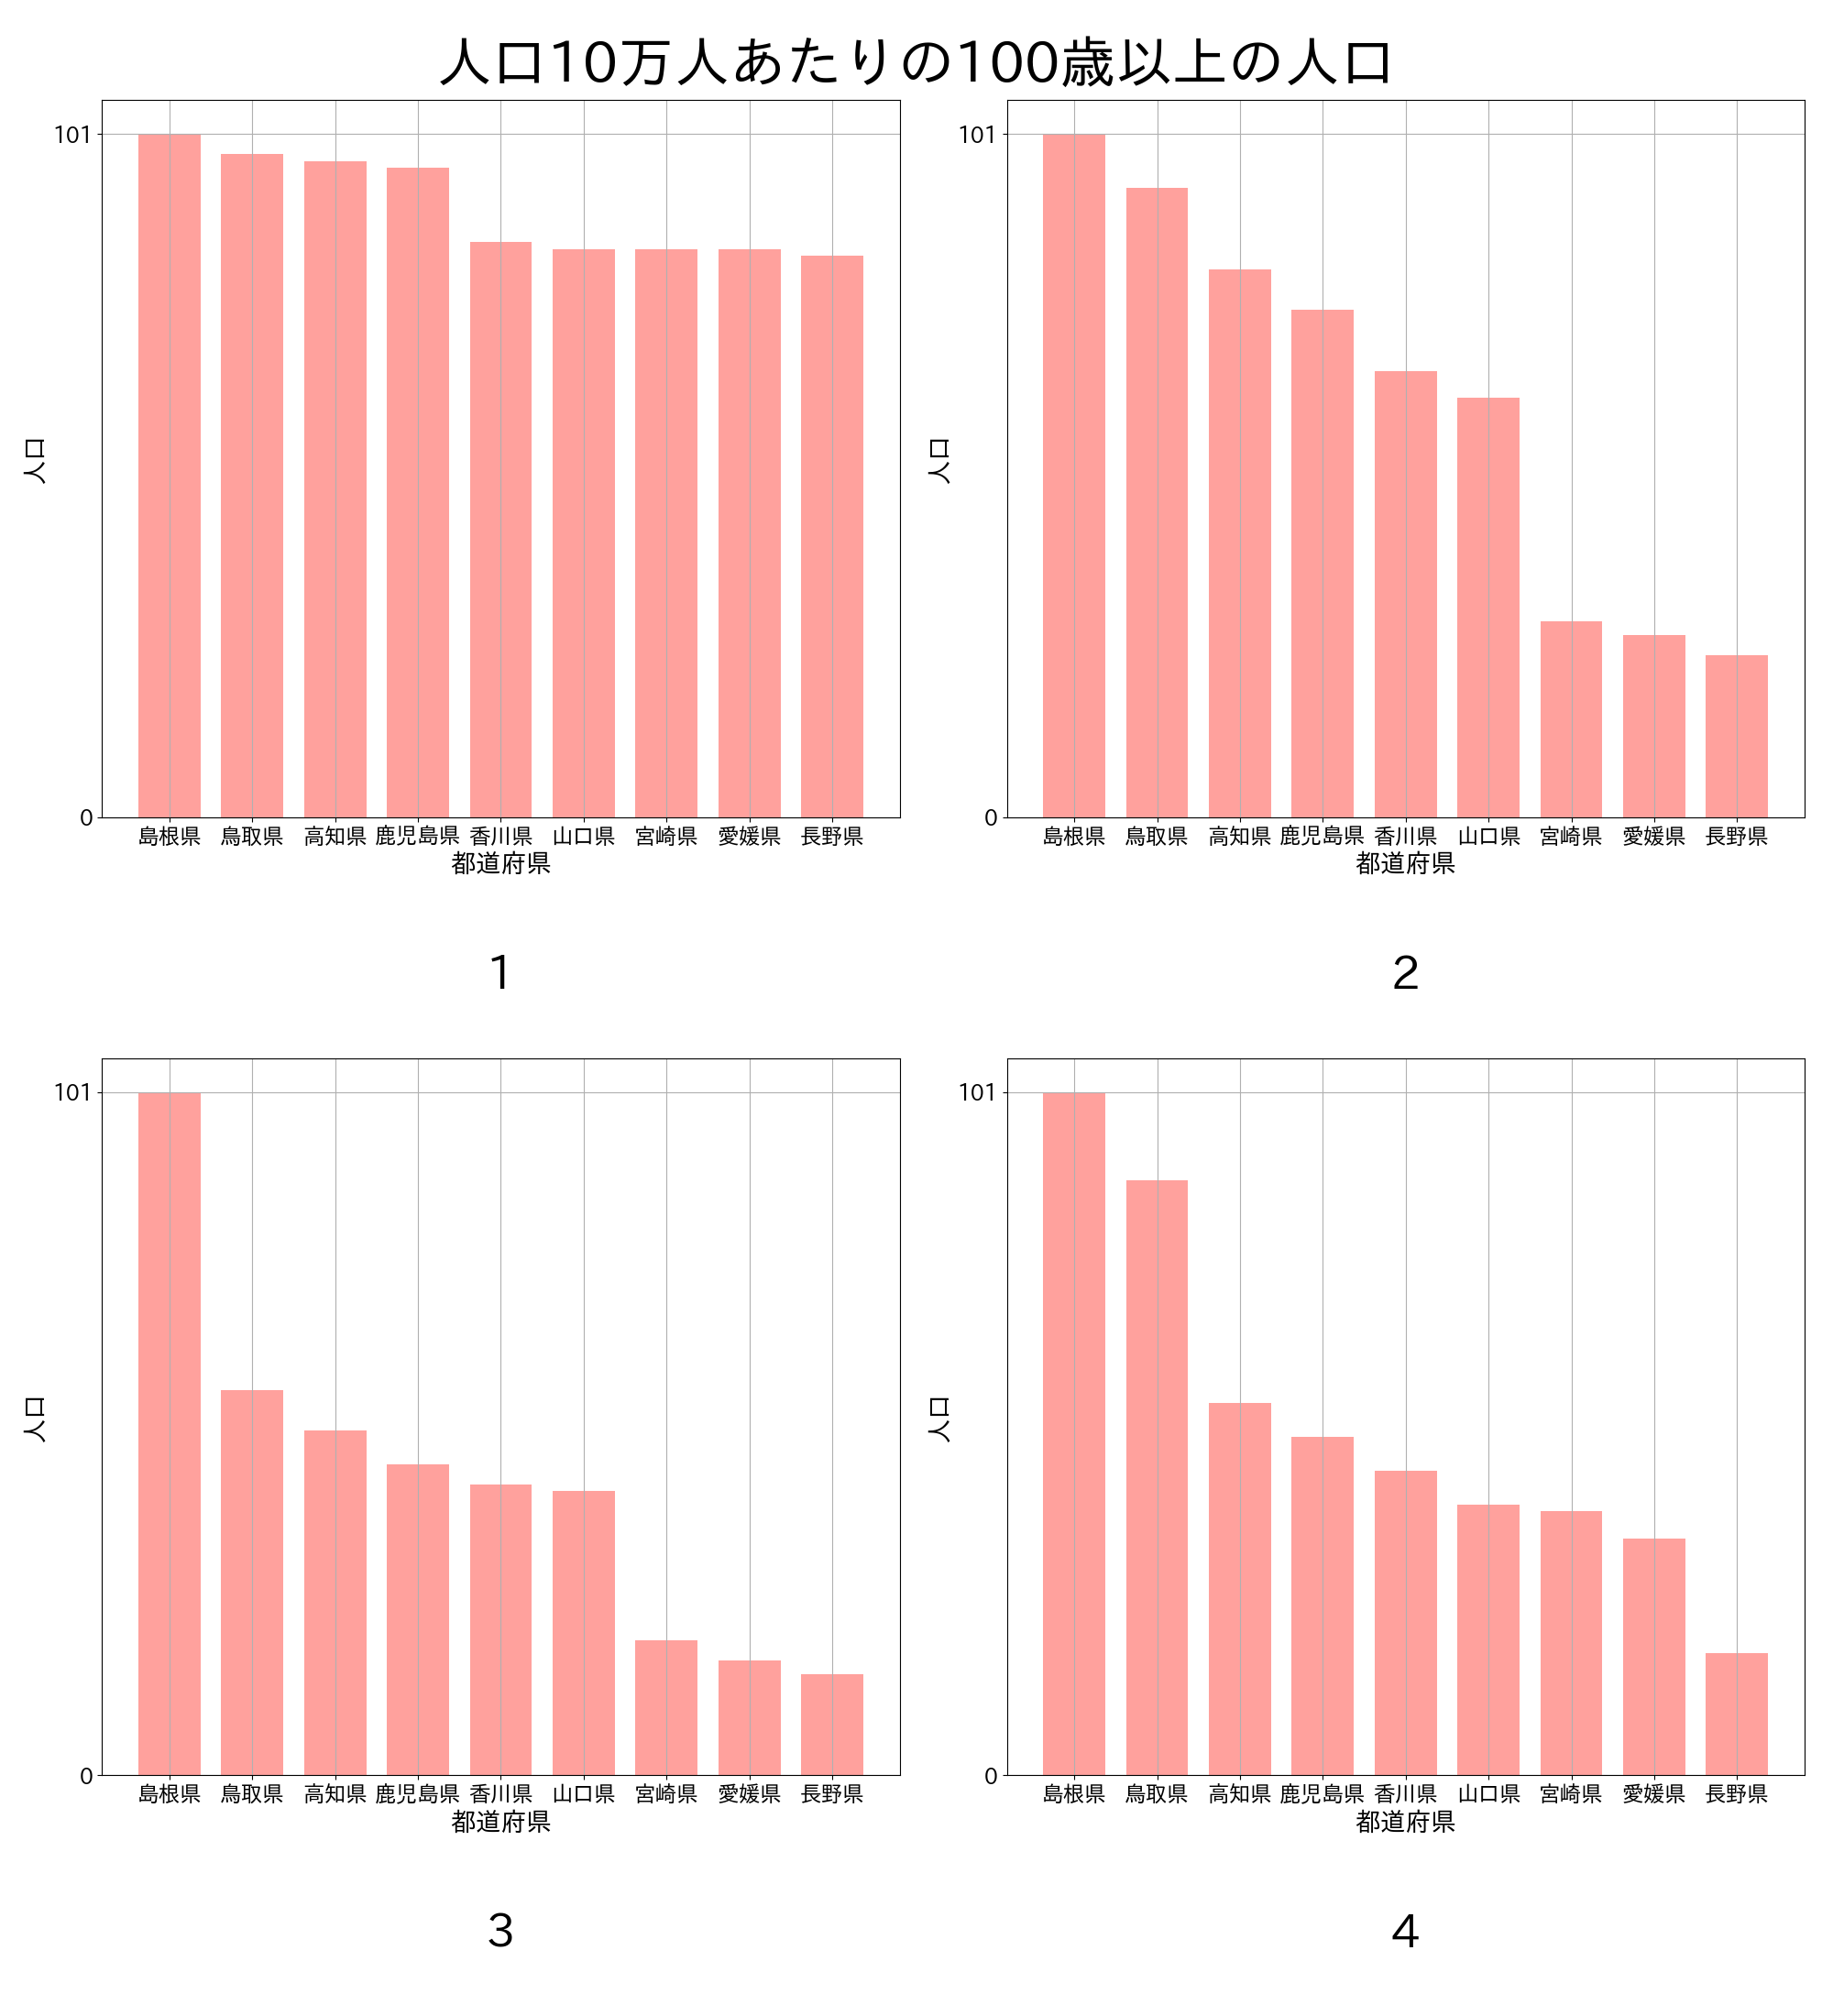 人口10万人あたりの100歳以上の人口
101
0
人口
島根県 鳥取県 高知県 鹿児島県 香川県 山口県 宮崎県 愛媛県 長野県
都道府県
1
101
0
人口
島根県 鳥取県 高知県 鹿児島県 香川県 山口県 宮崎県 愛媛県 長野県
都道府県
2
101
0
人口
島根県 鳥取県 高知県 鹿児島県 香川県 山口県 宮崎県 愛媛県 長野県
都道府県
3
101
0
人口
島根県 鳥取県 高知県 鹿児島県 香川県 山口県 宮崎県 愛媛県 長野県
都道府県
4